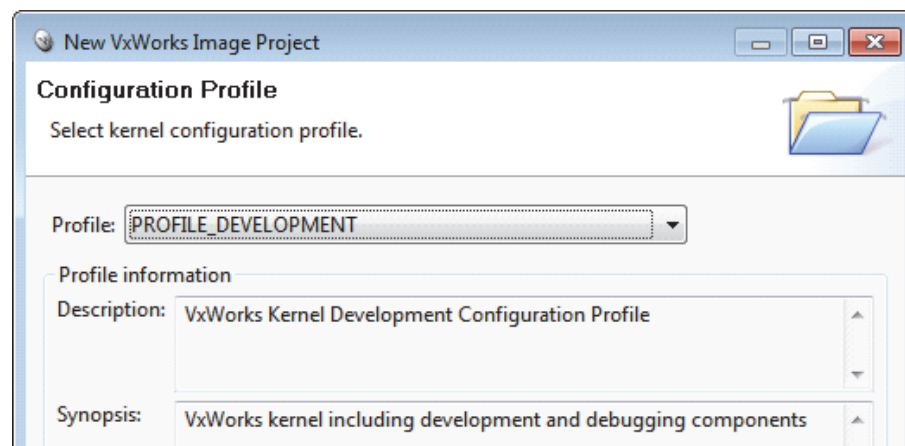 New VxWorks Image Project
Configuration Profile
Select kernel configuration profile.
Profile: PROFILE_DEVELOPMENT
Profile information
Description: VxWorks Kernel Development Configuration Profile
Synopsis: VxWorks kernel including development and debugging components